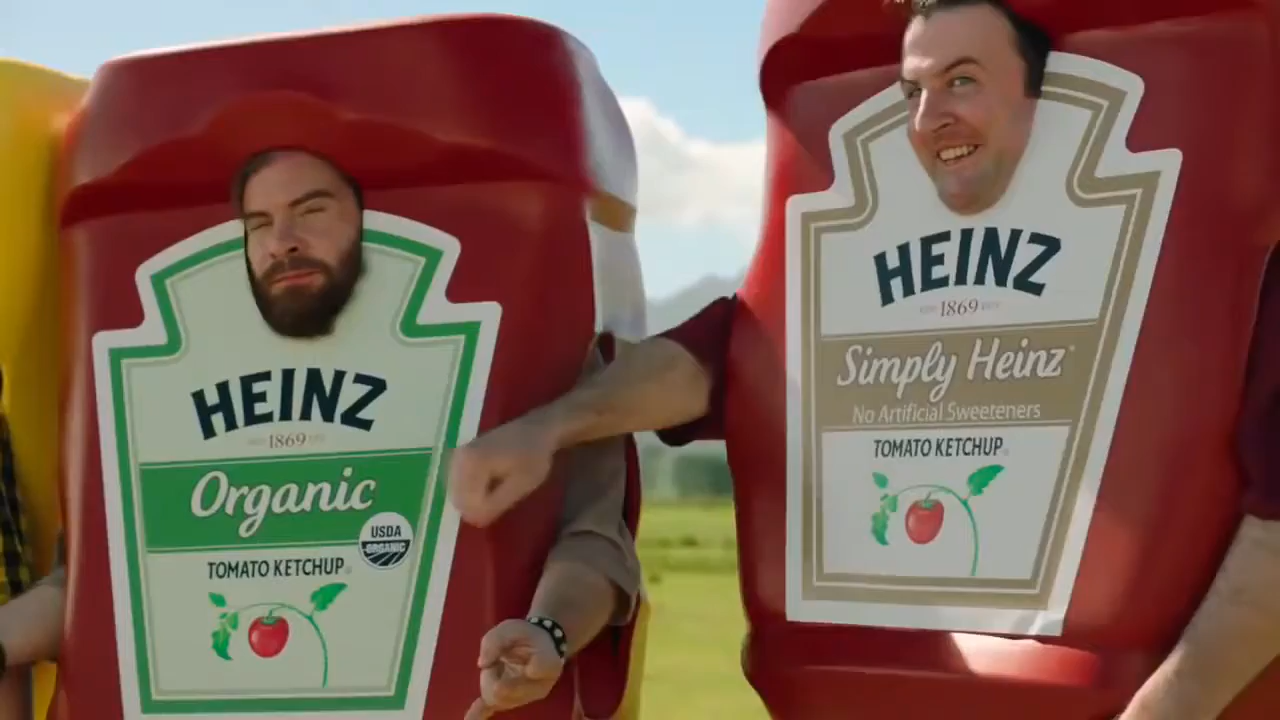 HEINZ
1869
Organic
USDA
ORGANIC
TOMATO KETCHUP
HEINZ
1869
Simply Heinz
No Artificial Sweeteners
TOMATO KETCHUP